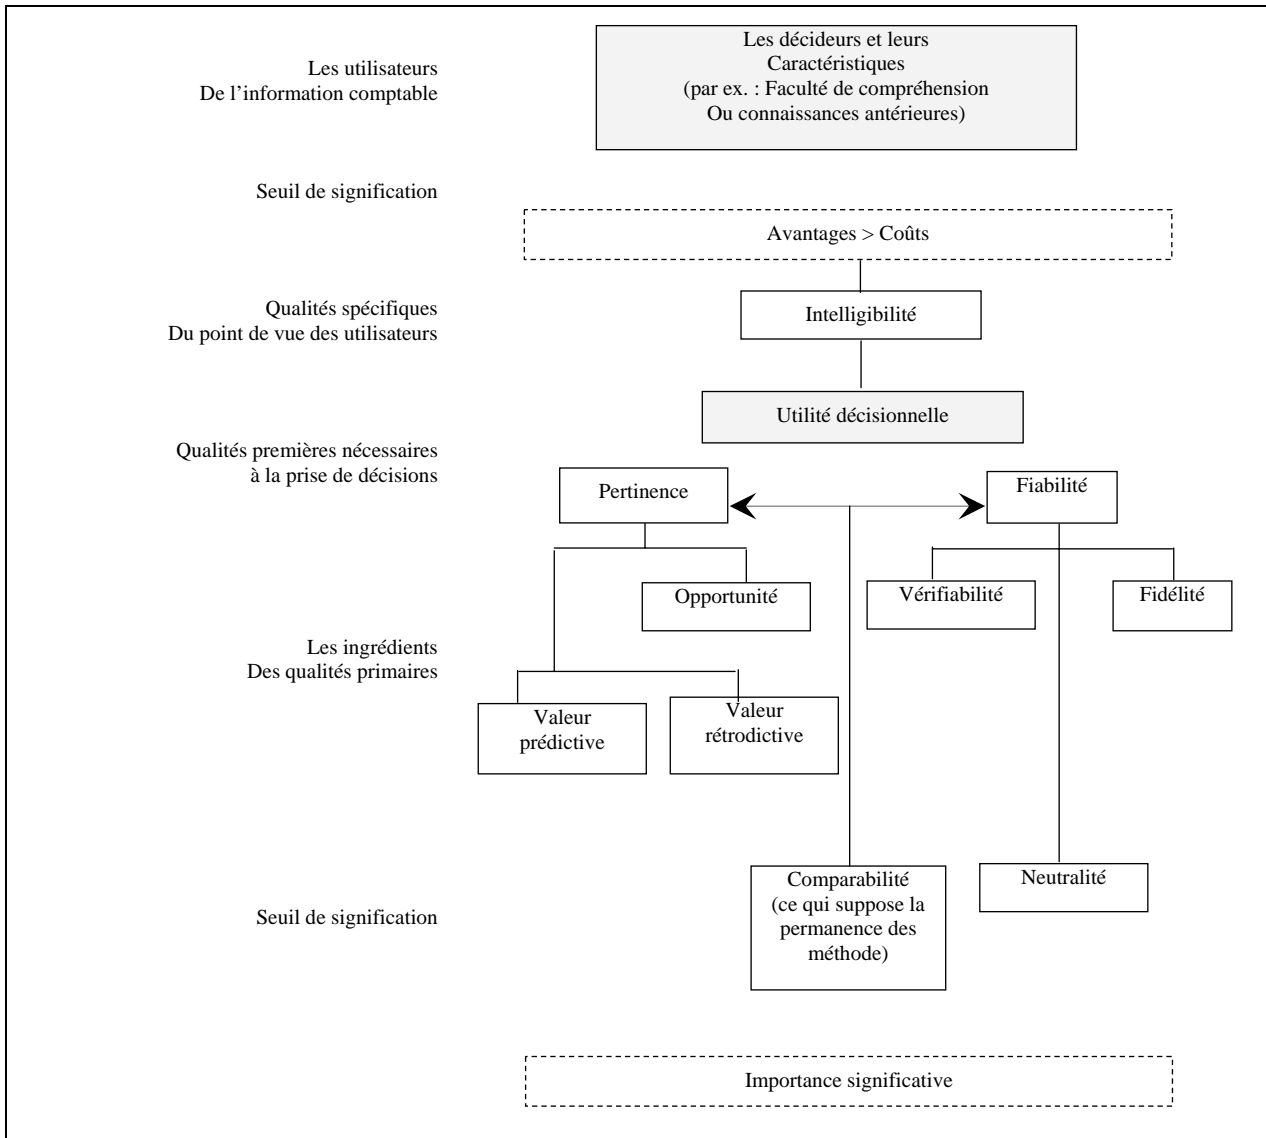 Les utilisateurs
De l'information comptable
Les décideurs et leurs
Caractéristiques
(par ex. : Faculté de compréhension
Ou connaissances antérieures)
Seuil de signification
Avantages > Coûts
Qualités spécifiques
Du point de vue des utilisateurs
Intelligibilité
Utilité décisionnelle
Qualités premières nécessaires
à la prise de décisions
Pertinence
Fiabilité
Opportunité
Vérifiabilité
Fidélité
Les ingrédients
Des qualités primaires
Valeur
prédictive
Valeur
rétrodictive
Comparabilité
(ce qui suppose la
permanence des
méthode)
Neutralité
Seuil de signification
Importance significative